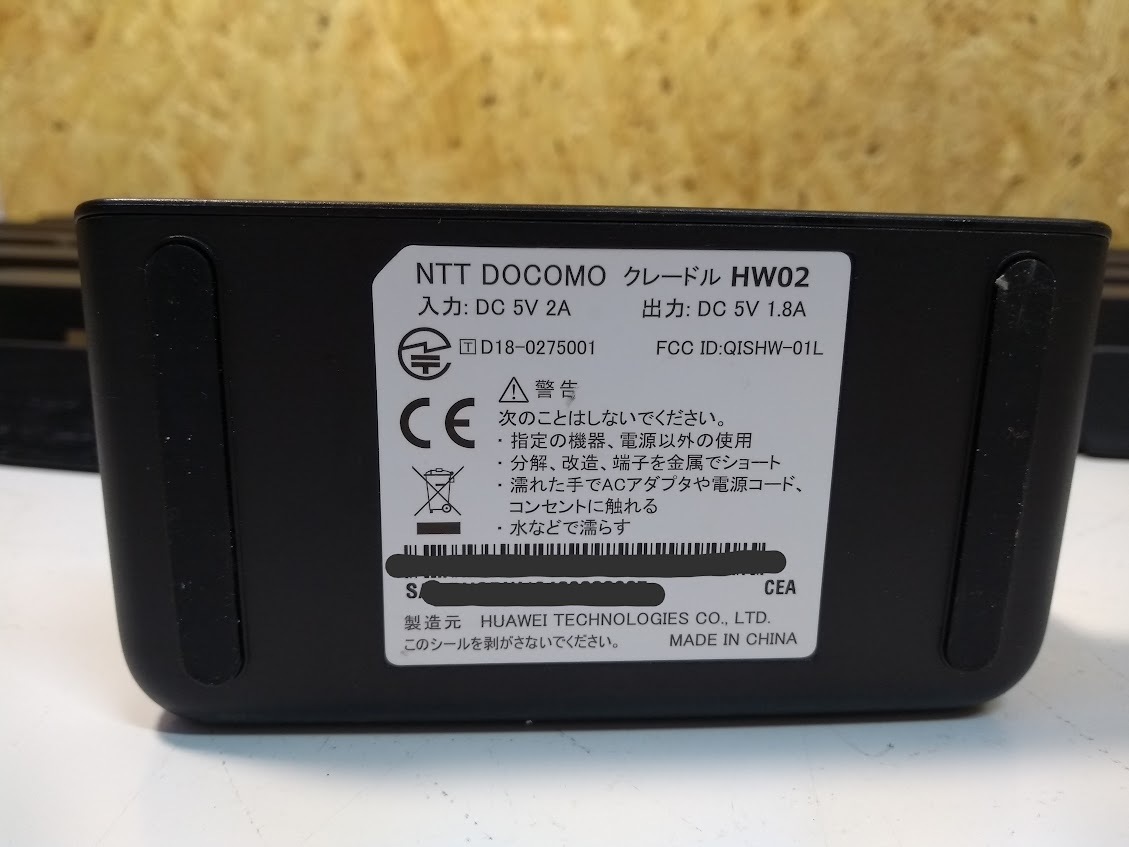 NTT DOCOMO クレードル HW02
入力: DC 5V 2A 出力: DC 5V 1.8A
T D18-0275001 FCC ID:QISHW-01L
警告
CE
次のことはしないでください。
・指定の機器、電源以外の使用
・分解、改造、端子を金属でショート
・濡れた手でACアダプタや電源コード、
コンセントに触れる
・水などで濡らす
CEA
製造元 HUAWEI TECHNOLOGIES CO., LTD.
このシールを剥がさないでください。 MADE IN CHINA